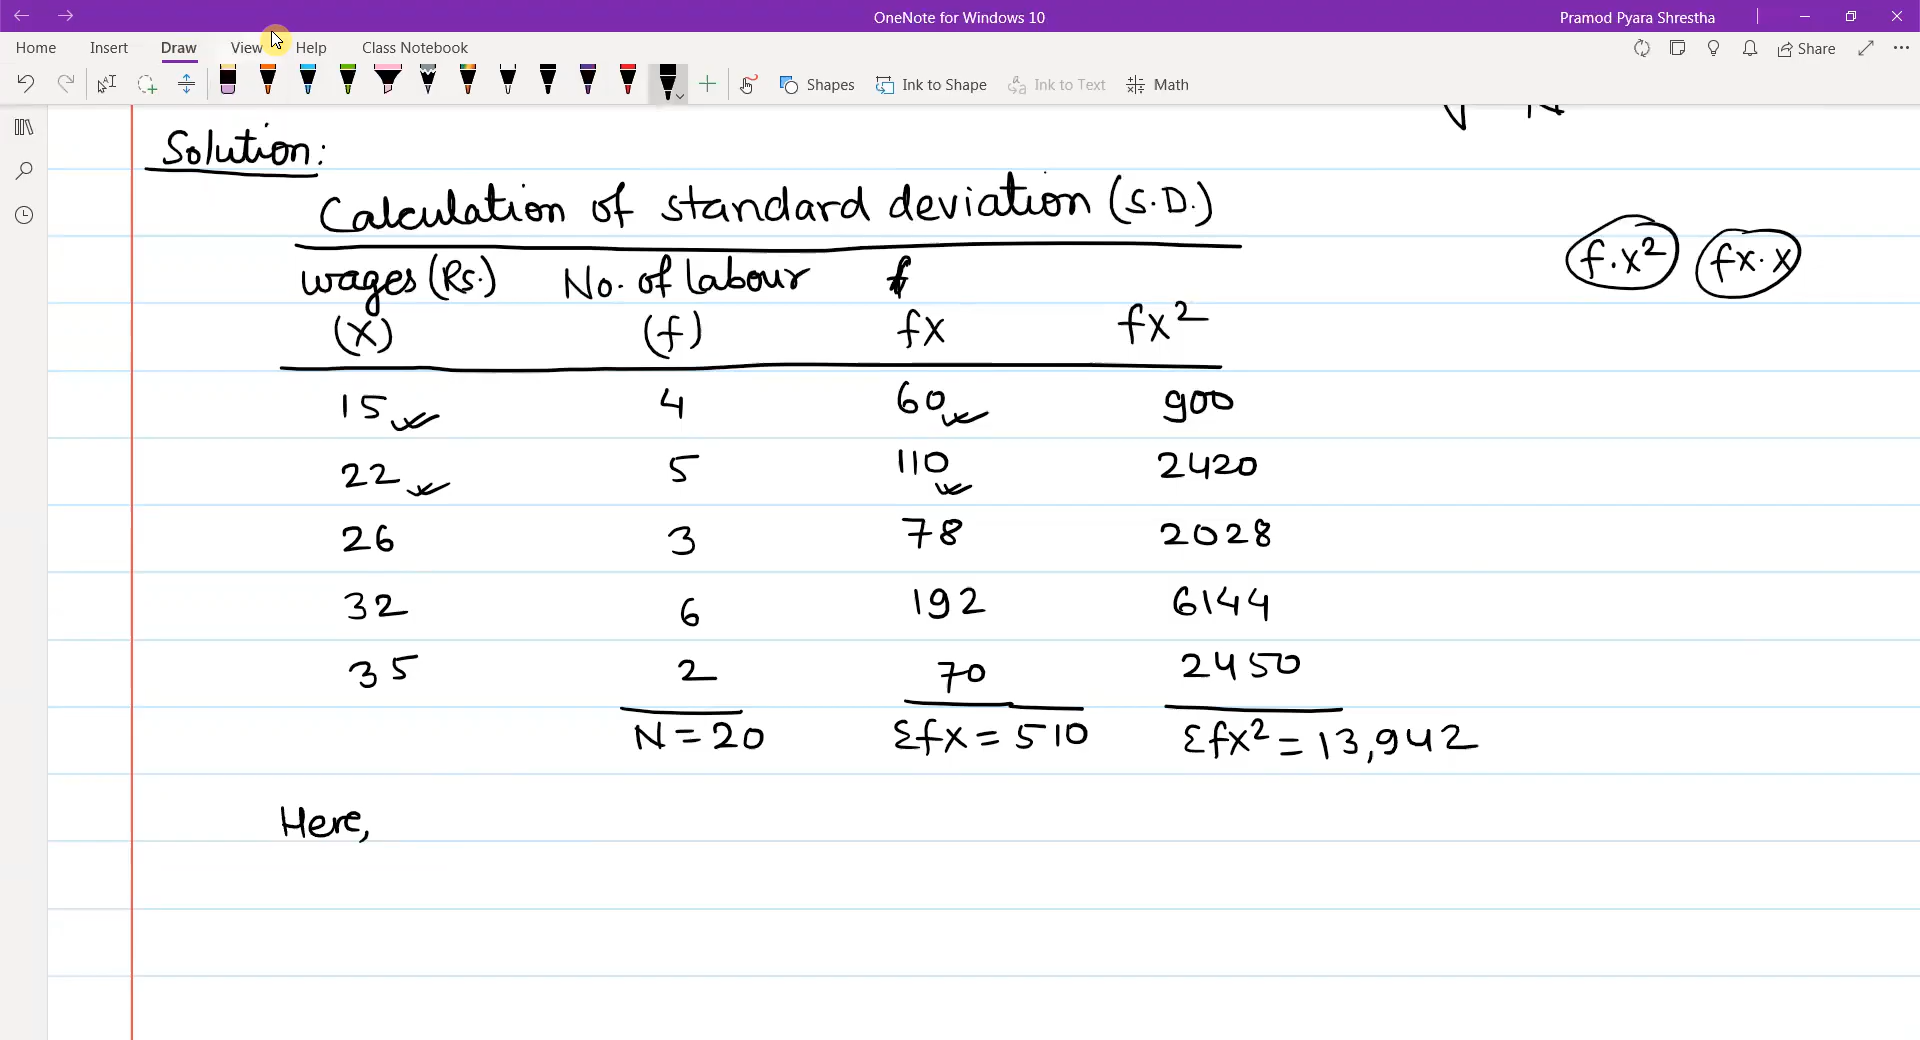 OneNote for Windows 10
Pramod Pyara Shrestha
Home Insert Draw View Help Class Notebook
Share
Shapes Ink to Shape Ink to Text Math
Solution:
Calculation of standard deviation (S.D.)
f.x² fx.x
wages (Rs.) No. of labour f
(X) (f) fx fx²
15 4 60 900
22 5 110 2420
26 3 78 2028
32 6 192 6144
35 2 70 2450
N = 20 Σfx = 510 Σfx² = 13,942
Here,